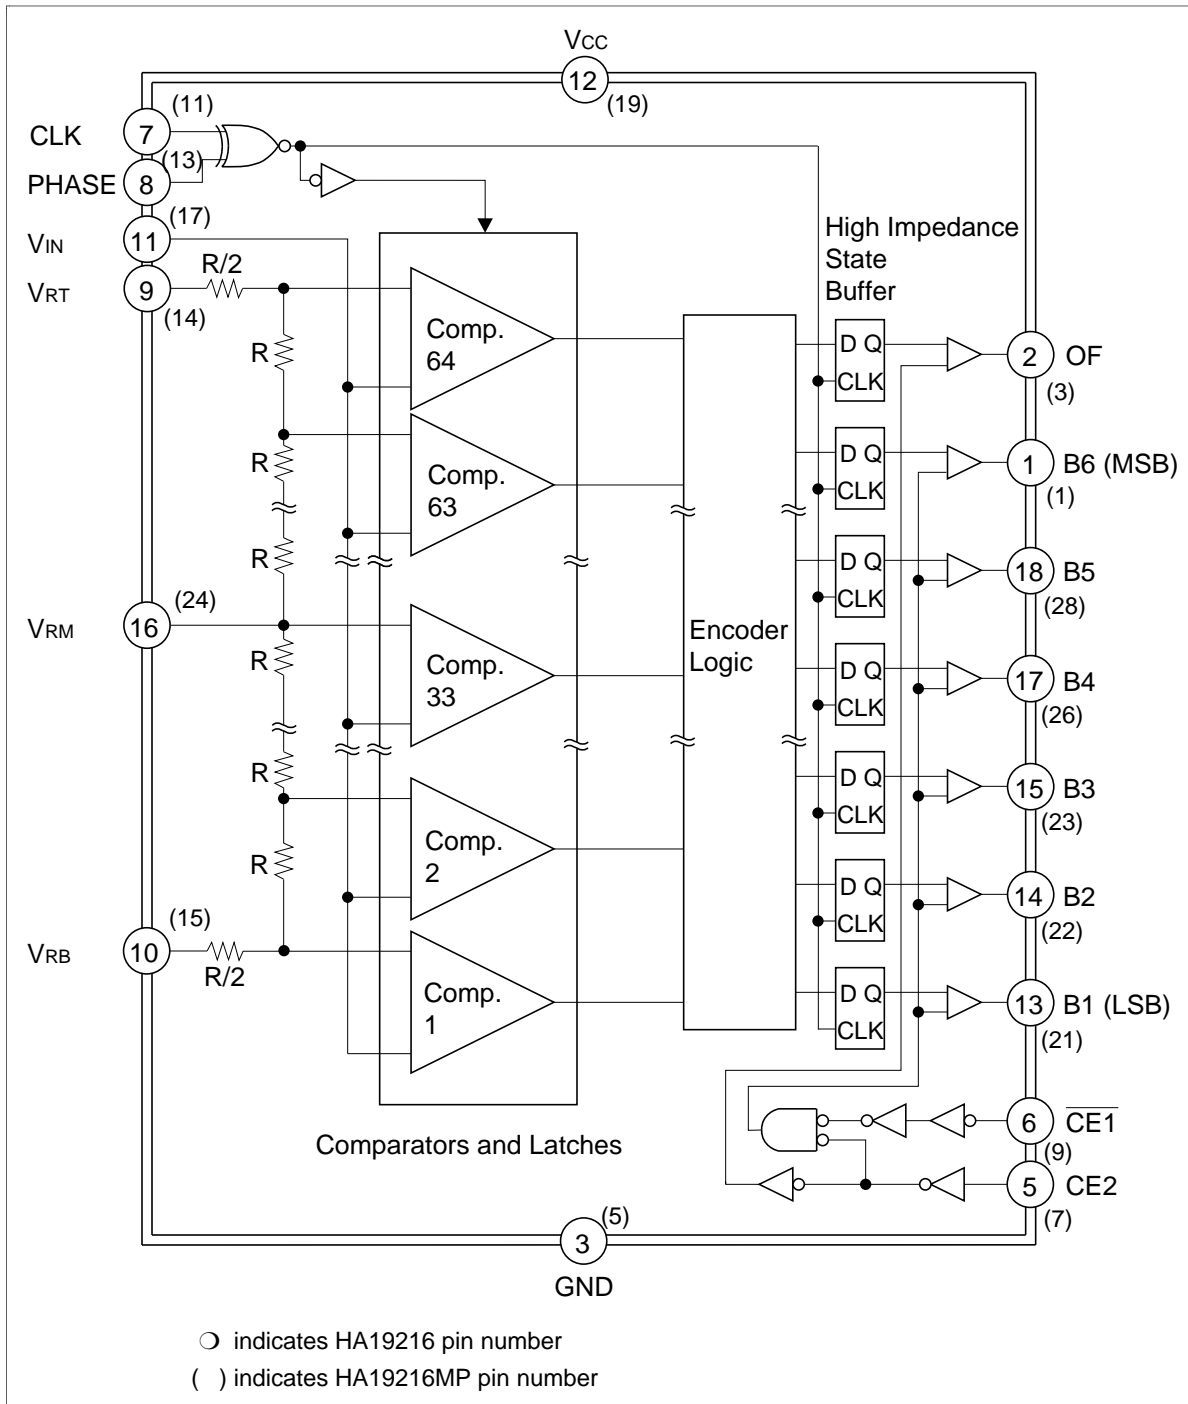 VCC
12
(19)
(11)
CLK
7
(13)
PHASE
8
(17)
VIN
11
R/2
VRT
9
(14)
High Impedance
State
Buffer
Comp.
64
R
D Q
CLK
2
OF
(3)
Comp.
63
R
D Q
CLK
1
B6 (MSB)
(1)
R
D Q
CLK
18
B5
(28)
(24)
VRM
16
R
Comp.
33
Encoder
Logic
D Q
CLK
17
B4
(26)
R
D Q
CLK
15
B3
(23)
Comp.
2
R
D Q
CLK
14
B2
(22)
(15)
VRB
10
R/2
Comp.
1
D Q
CLK
13
B1 (LSB)
(21)
Comparators and Latches
6
CE1
(9)
5
CE2
(7)
3
(5)
GND
❍ indicates HA19216 pin number
( ) indicates HA19216MP pin number